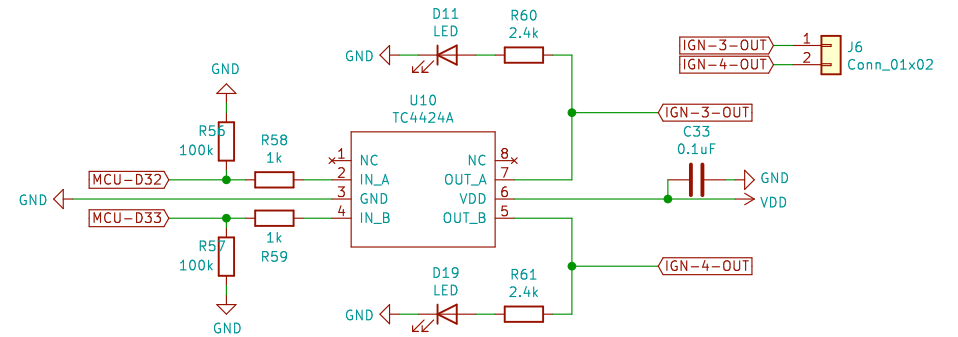 D11
LED
R60
2.4k
GND
IGN-3-OUT
1
J6
IGN-4-OUT
2
Conn_01x02
GND
U10
TC4424A
IGN-3-OUT
R56
100k
R58
1k
C33
0.1uF
1
NC
NC
8
MCU-D32
2
IN_A
OUT_A
7
GND
GND
3
GND
VDD
6
VDD
MCU-D33
4
IN_B
OUT_B
5
R57
100k
1k
R59
IGN-4-OUT
D19
LED
R61
2.4k
GND
GND